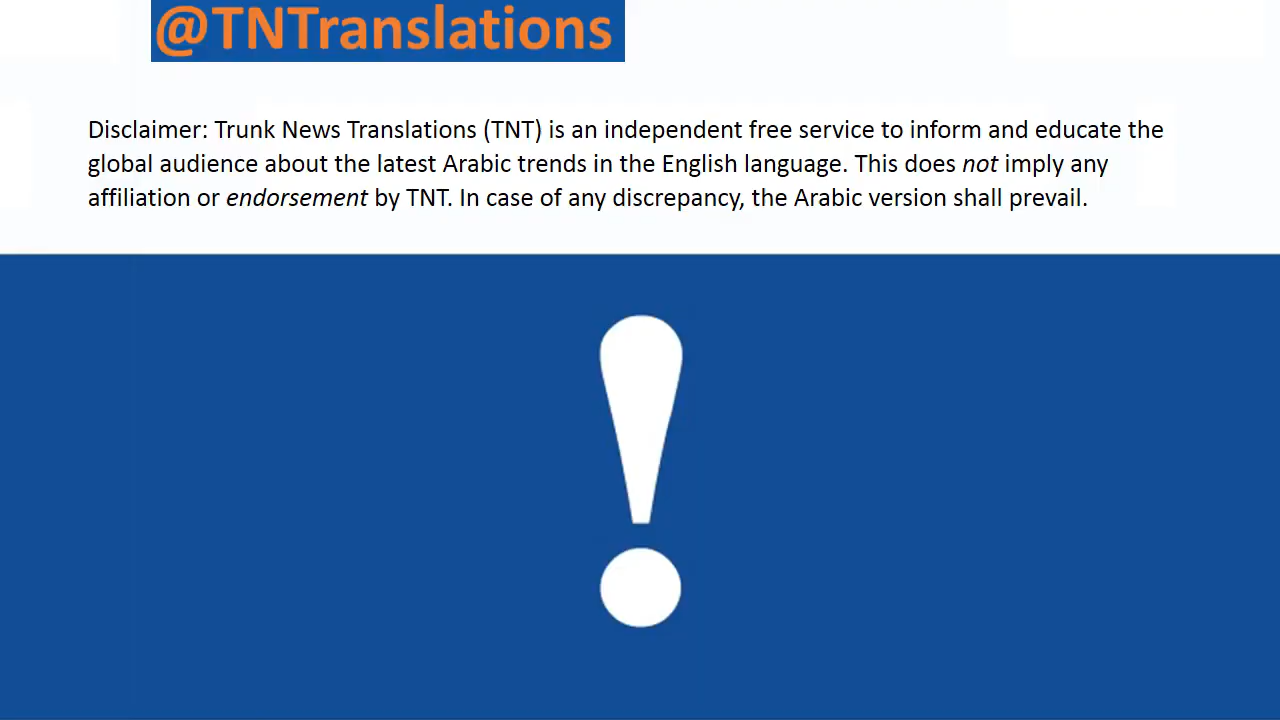 @TNTranslations
Disclaimer: Trunk News Translations (TNT) is an independent free service to inform and educate the
global audience about the latest Arabic trends in the English language. This does not imply any
affiliation or endorsement by TNT. In case of any discrepancy, the Arabic version shall prevail.
!